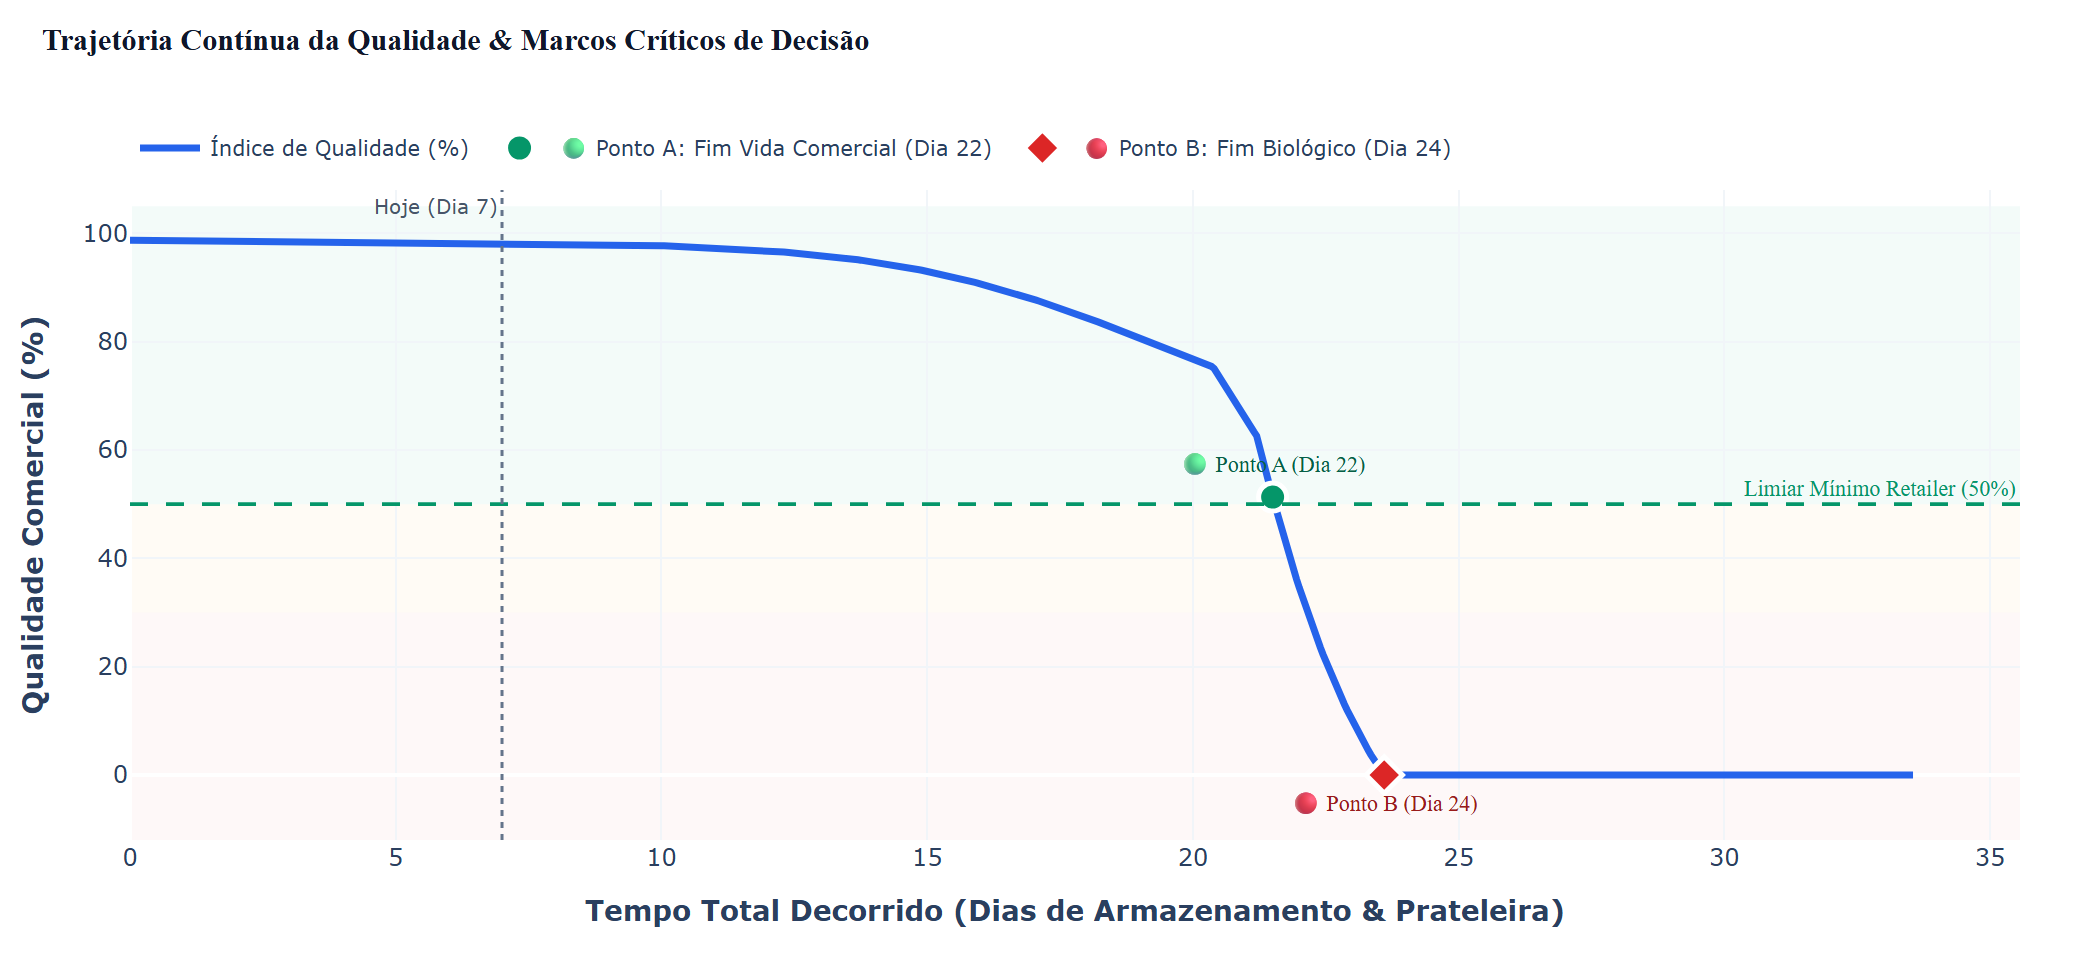 Trajetória Contínua da Qualidade & Marcos Críticos de Decisão
Índice de Qualidade (%)
Ponto A: Fim Vida Comercial (Dia 22)
Ponto B: Fim Biológico (Dia 24)
Hoje (Dia 7)
100
80
60
40
20
0
Qualidade Comercial (%)
Ponto A (Dia 22)
Limiar Mínimo Retailer (50%)
Ponto B (Dia 24)
0
5
10
15
20
25
30
35
Tempo Total Decorrido (Dias de Armazenamento & Prateleira)